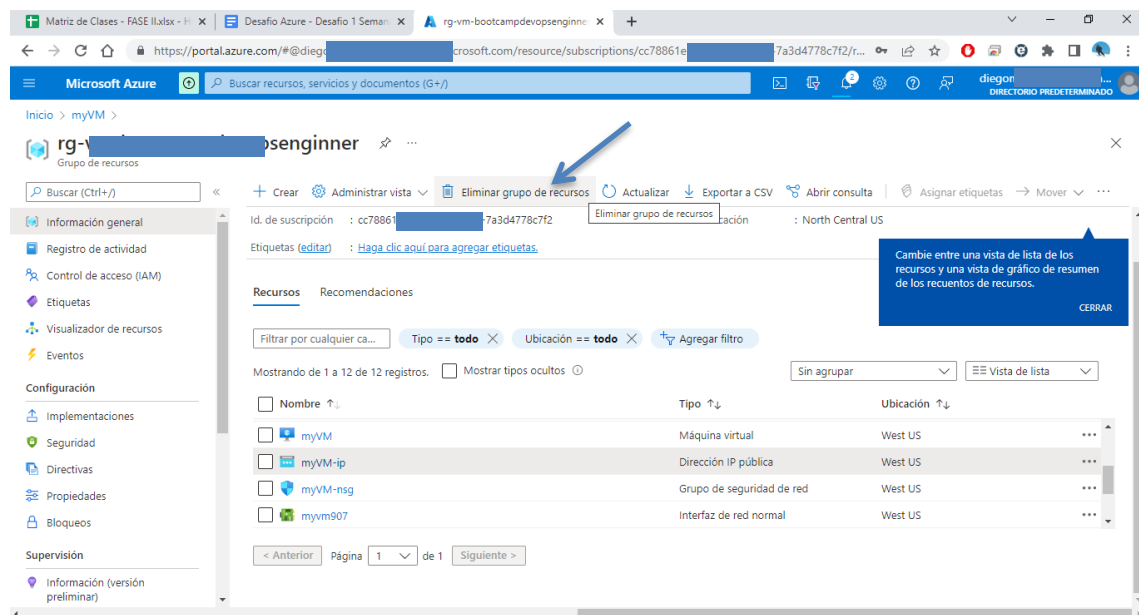 Matriz de Clases - FASE II.xlsx - H
Desafio Azure - Desafio 1 Seman
rg-vm-bootcampdevopsenginne
https://portal.azure.com/#@diego crosoft.com/resource/subscriptions/cc78861e -7a3d4778c7f2/r...
Microsoft Azure
Buscar recursos, servicios y documentos (G+/)
2
diegor ...
DIRECTORIO PREDETERMINADO
Inicio > myVM >
rg-v psenginner
Grupo de recursos
Buscar (Ctrl+/)
Crear Administrar vista Eliminar grupo de recursos Actualizar Exportar a CSV Abrir consulta Asignar etiquetas Mover
Eliminar grupo de recursos
Información general
Registro de actividad
Control de acceso (IAM)
Etiquetas
Visualizador de recursos
Eventos
Configuración
Implementaciones
Seguridad
Directivas
Propiedades
Bloqueos
Supervisión
Información (versión
preliminar)
Id. de suscripción : cc78861 -7a3d4778c7f2 cación : North Central US
Etiquetas (editar) : Haga clic aquí para agregar etiquetas.
Cambie entre una vista de lista de los
recursos y una vista de gráfico de resumen
de los recuentos de recursos.
CERRAR
Recursos Recomendaciones
Filtrar por cualquier ca... Tipo == todo Ubicación == todo Agregar filtro
Mostrando de 1 a 12 de 12 registros. Mostrar tipos ocultos
Sin agrupar Vista de lista
Nombre Tipo Ubicación
myVM Máquina virtual West US
myVM-ip Dirección IP pública West US
myVM-nsg Grupo de seguridad de red West US
myvm907 Interfaz de red normal West US
< Anterior Página 1 de 1 Siguiente >